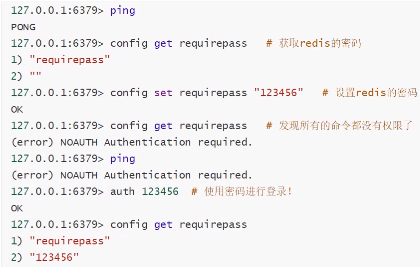 127.0.0.1:6379> ping
PONG
127.0.0.1:6379> config get requirepass # 获取redis的密码
1) "requirepass"
2) ""
127.0.0.1:6379> config set requirepass "123456" # 设置redis的密码
OK
127.0.0.1:6379> config get requirepass # 发现所有的命令都没有权限了
(error) NOAUTH Authentication required.
127.0.0.1:6379> ping
(error) NOAUTH Authentication required.
127.0.0.1:6379> auth 123456 # 使用密码进行登录！
OK
127.0.0.1:6379> config get requirepass
1) "requirepass"
2) "123456"